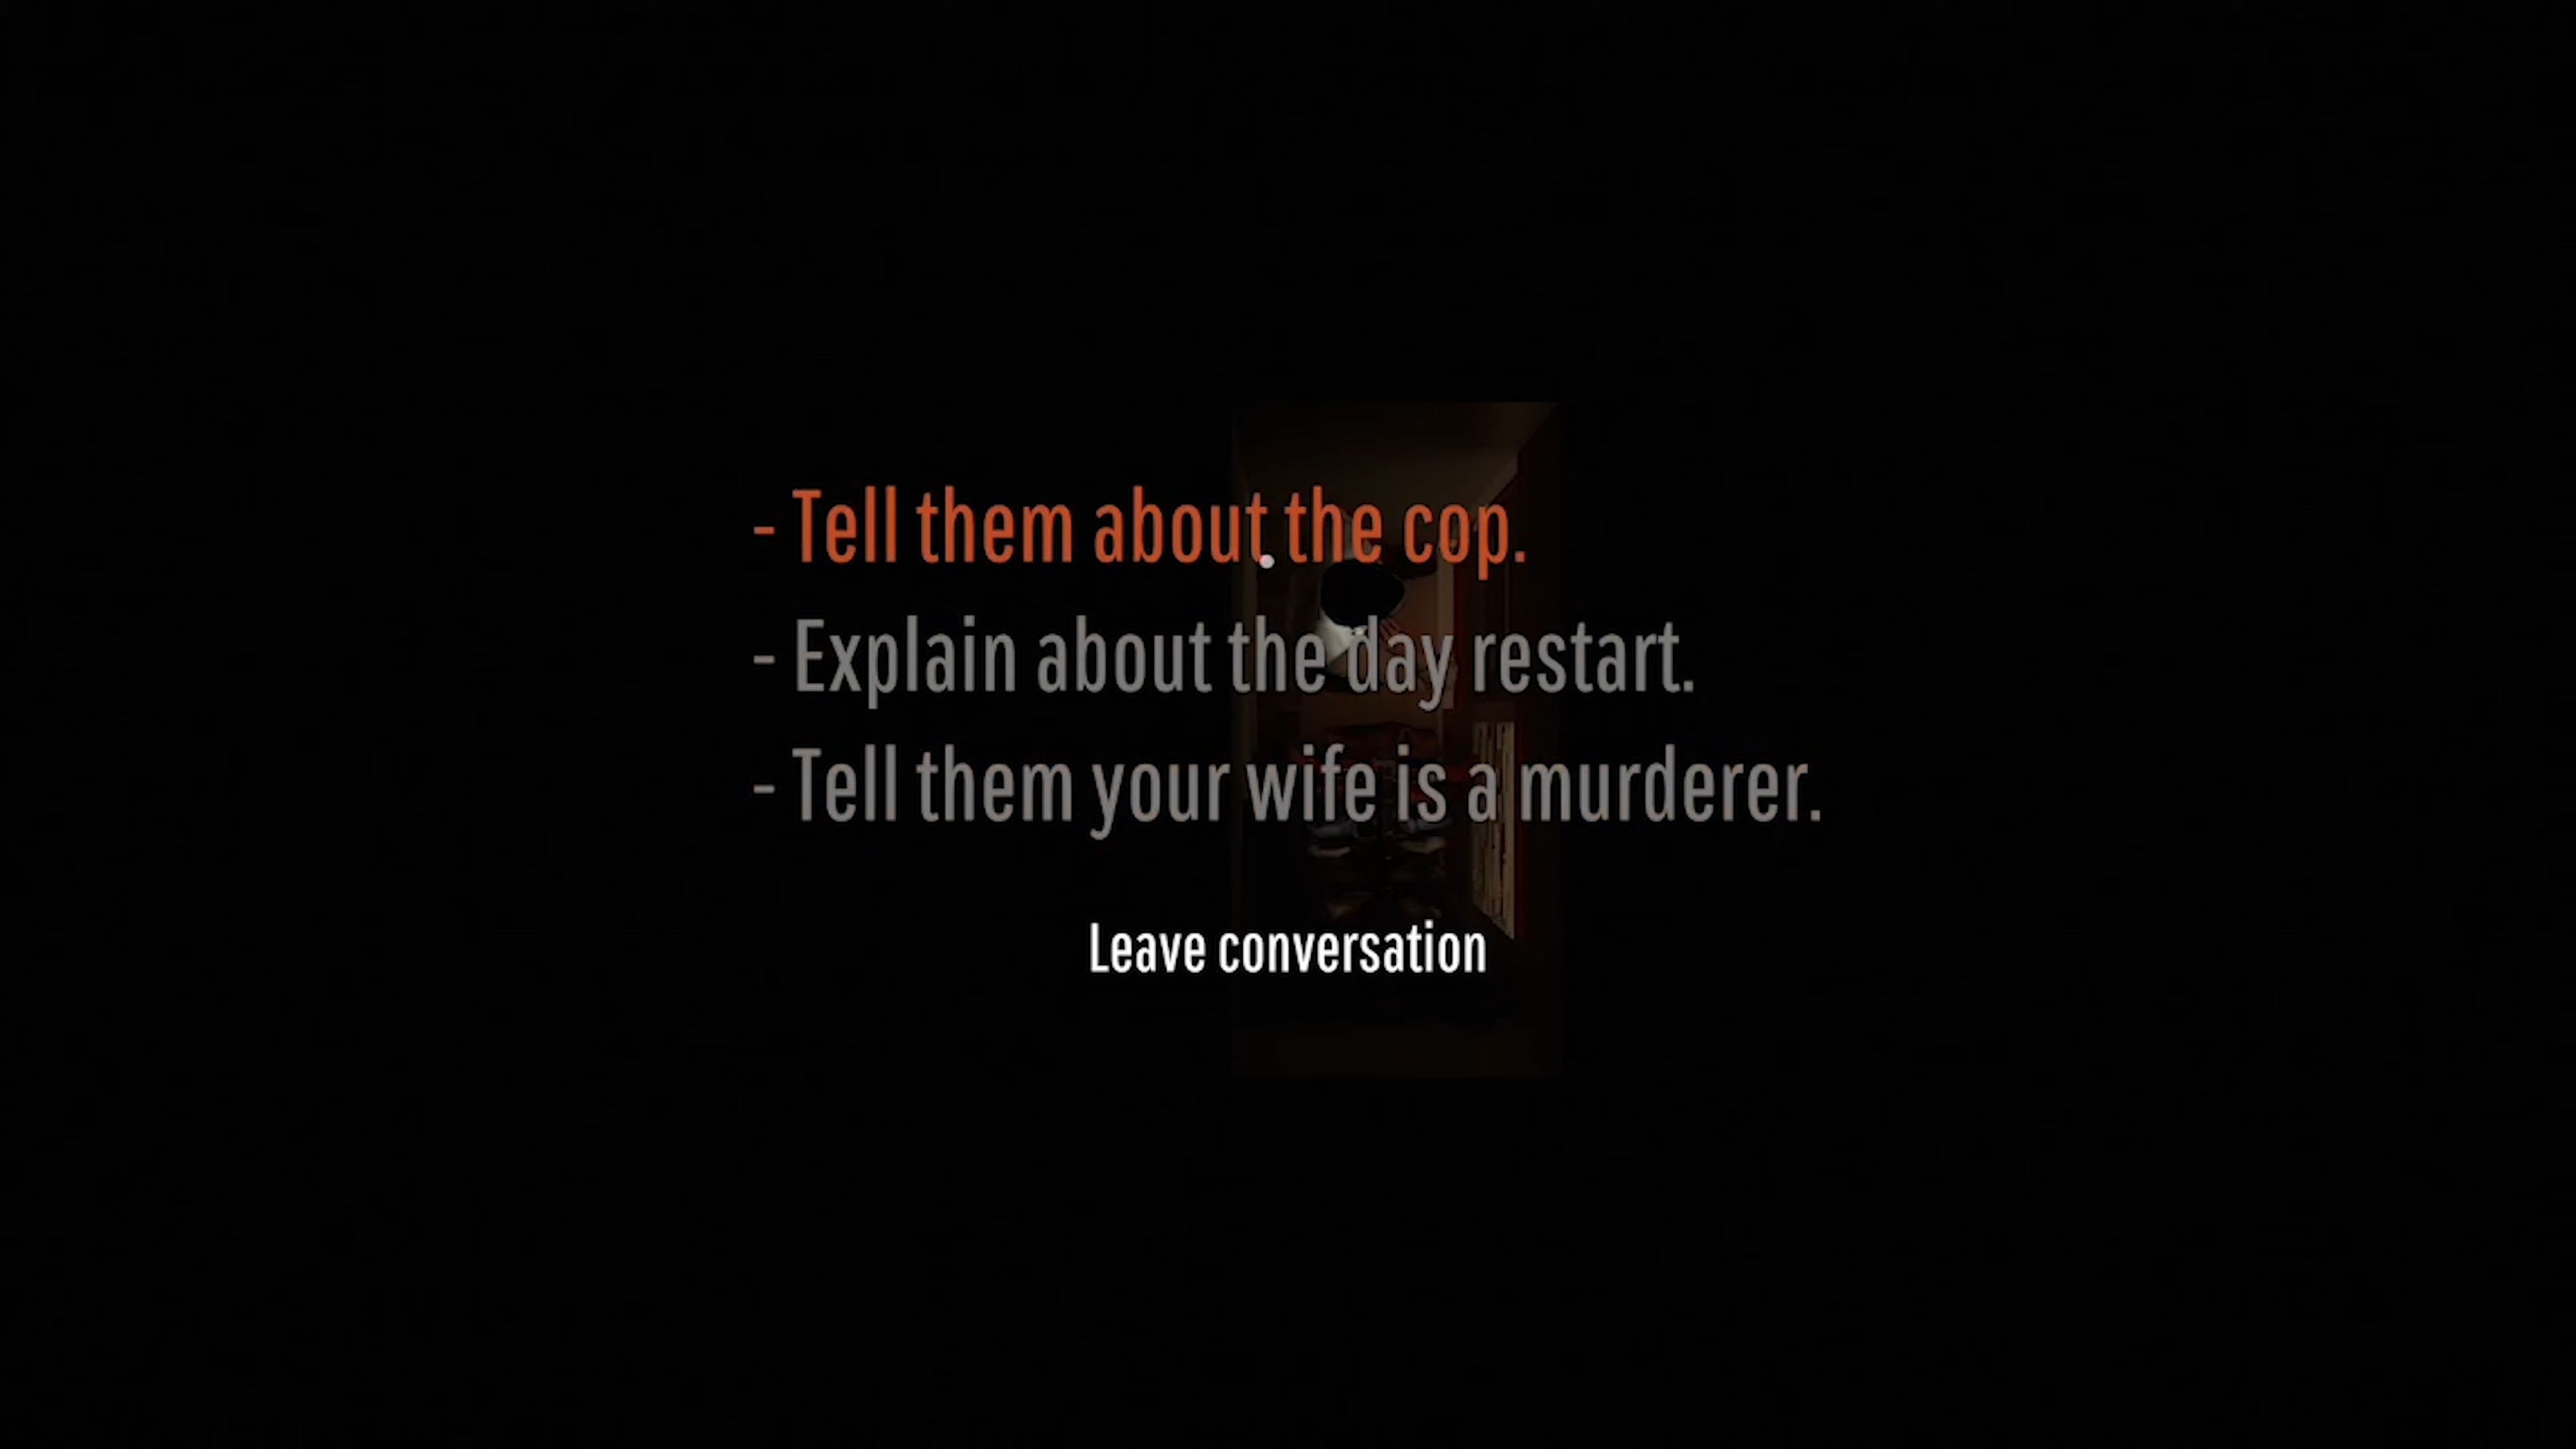 - Tell them about the cop.
- Explain about the day restart.
- Tell them your wife is a murderer.
Leave conversation